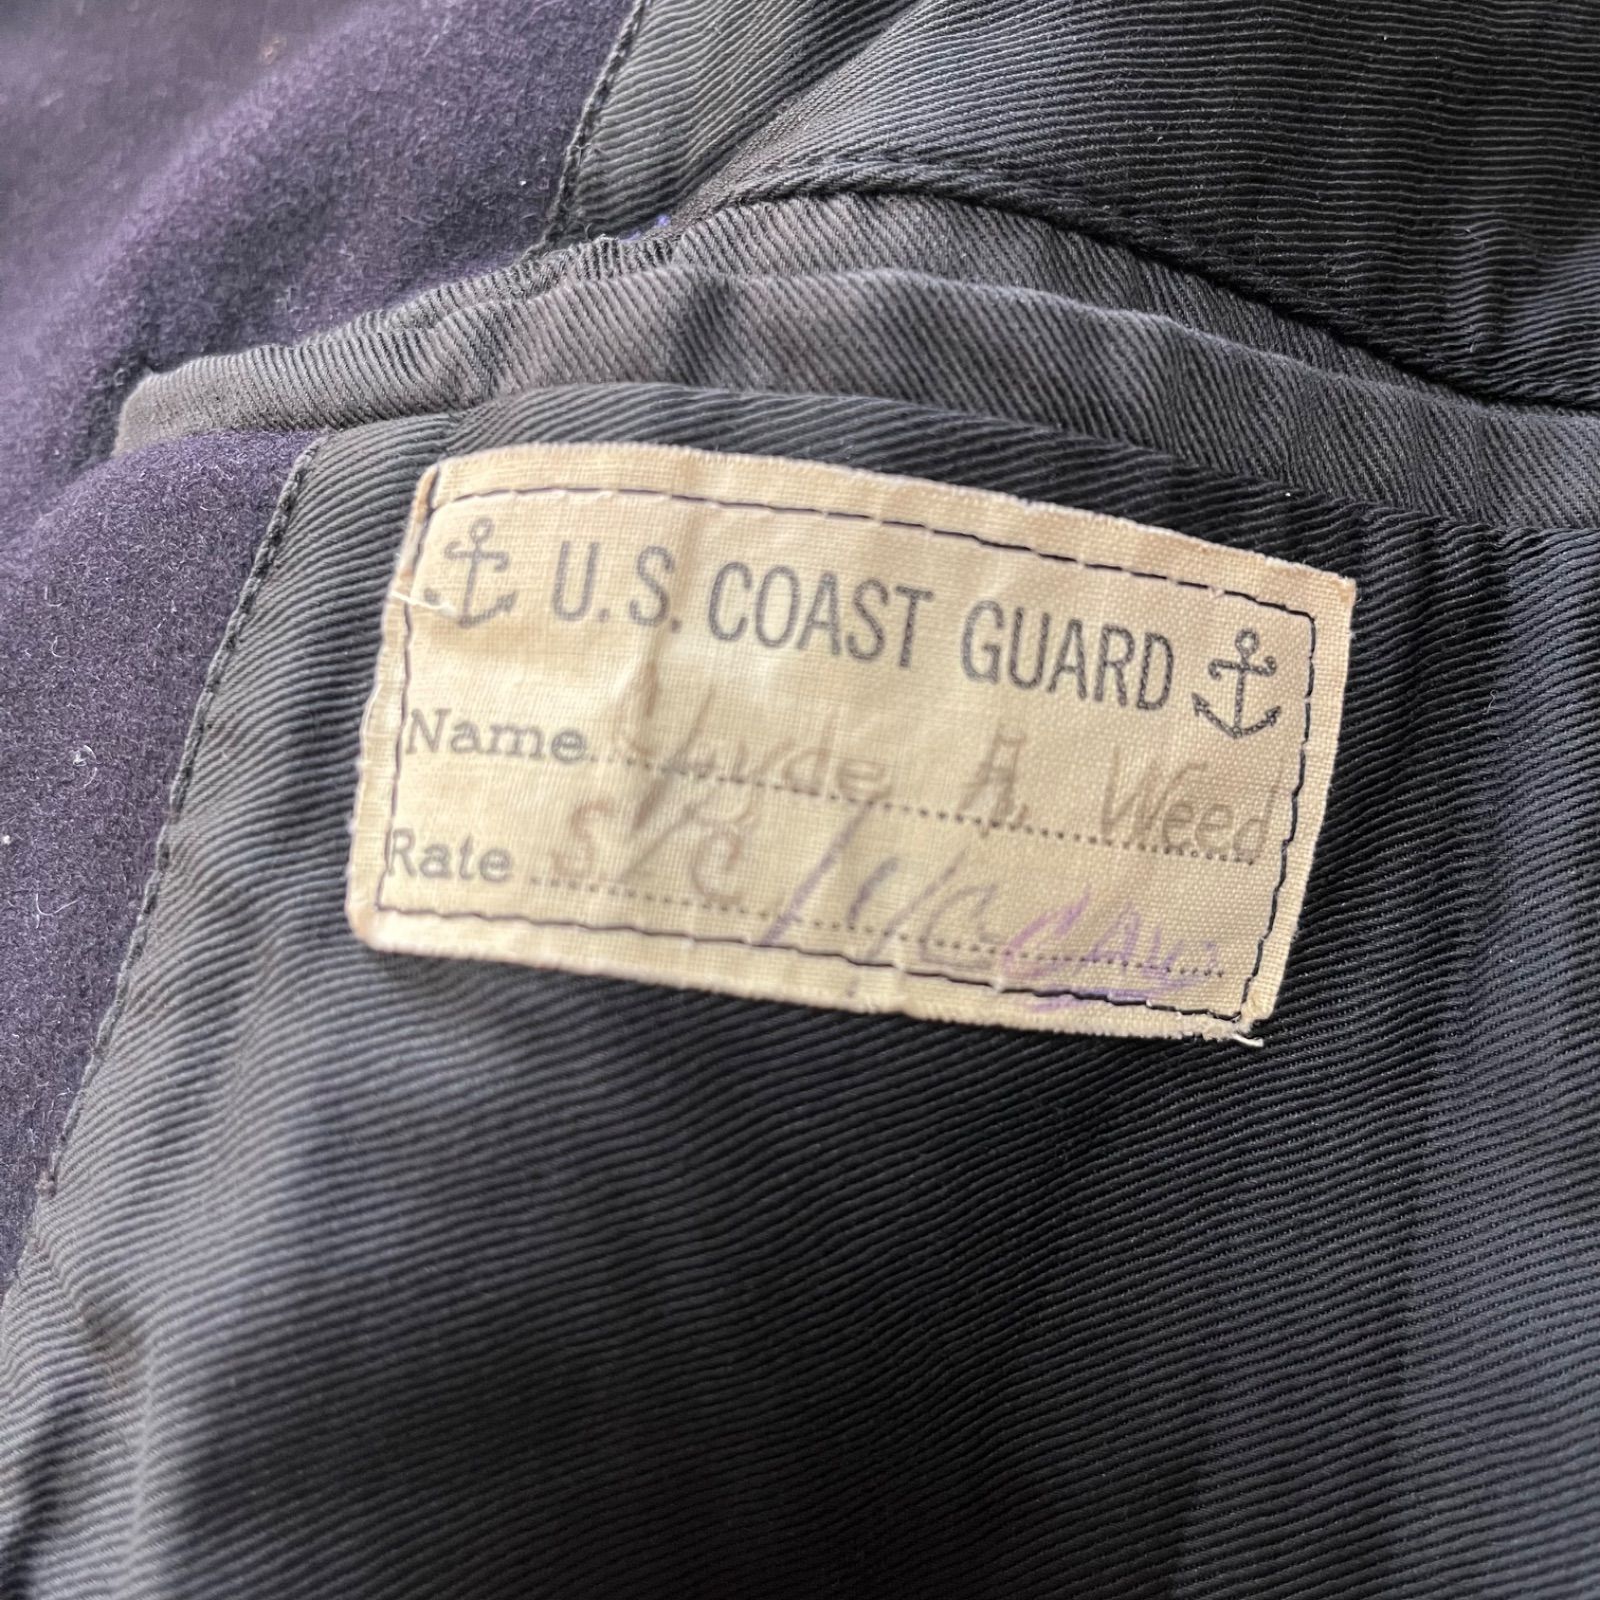 U.S. COAST GUARD
Name Clyde A Weed
Rate S/C